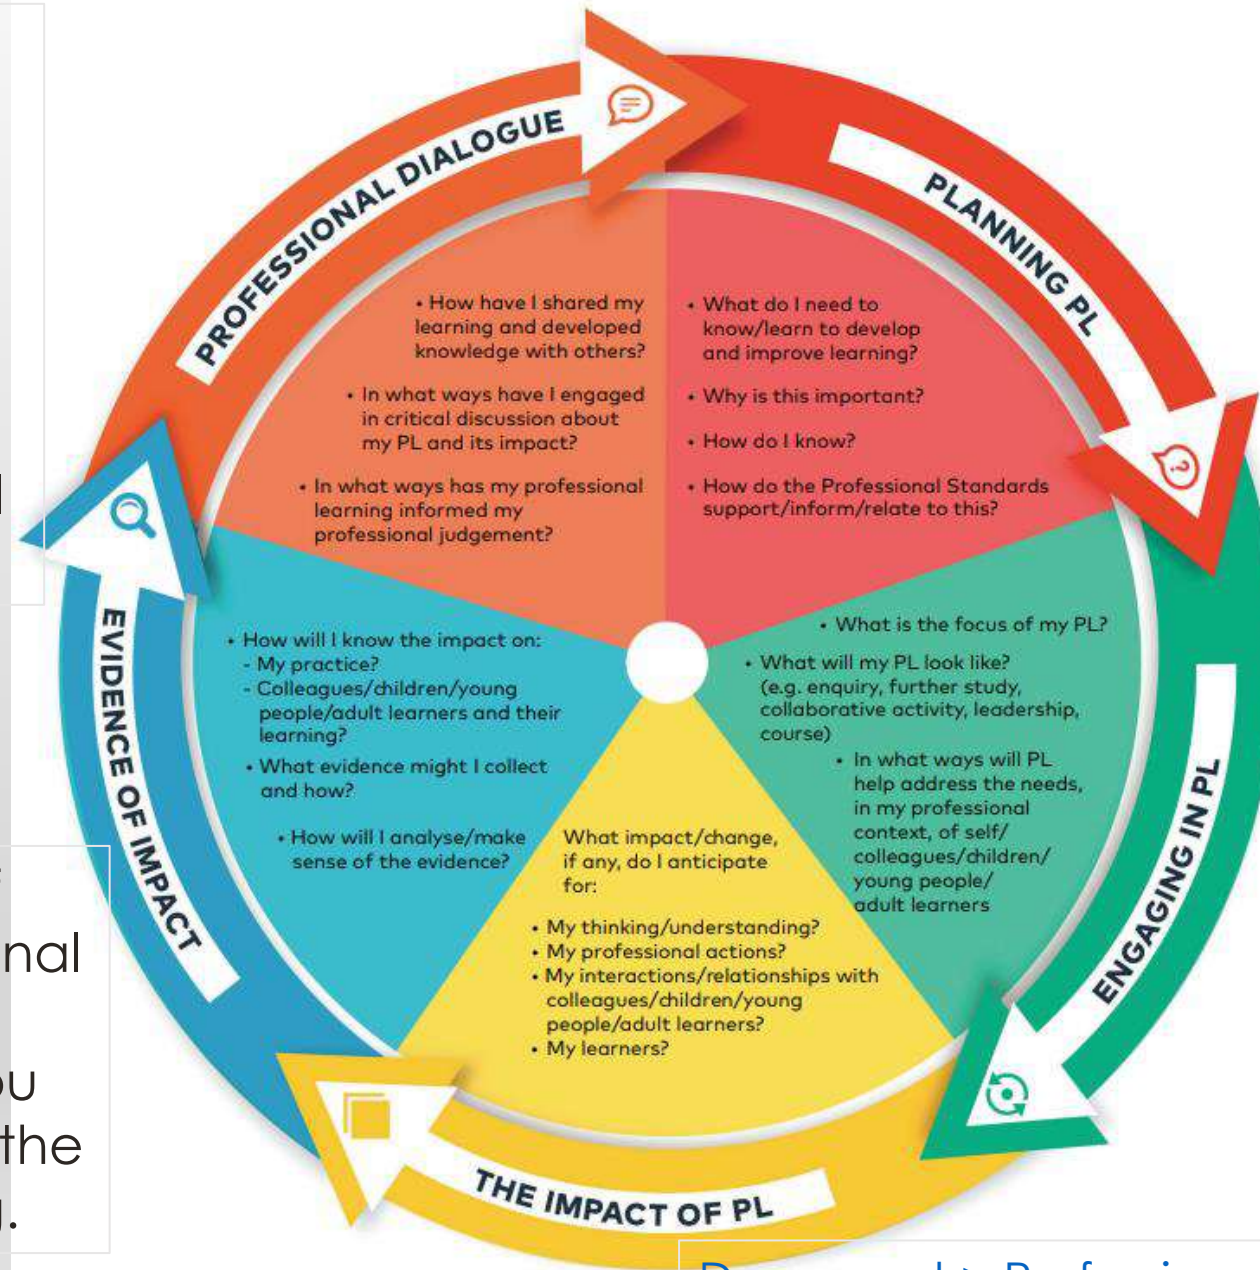 PROFESSIONAL DIALOGUE
• How have I shared my
learning and developed
knowledge with others?
• In what ways have I engaged
in critical discussion about
my PL and its impact?
• In what ways has my professional
learning informed my
professional judgement?
PLANNING PL
• What do I need to
know/learn to develop
and improve learning?
• Why is this important?
• How do I know?
• How do the Professional Standards
support/inform/relate to this?
ENGAGING IN PL
• What is the focus of my PL?
• What will my PL look like?
(e.g. enquiry, further study,
collaborative activity, leadership,
course)
• In what ways will PL
help address the needs,
in my professional
context, of self/
colleagues/children/
young people/
adult learners
THE IMPACT OF PL
What impact/change,
if any, do I anticipate
for:
• My thinking/understanding?
• My professional actions?
• My interactions/relationships with
colleagues/children/young
people/adult learners?
• My learners?
EVIDENCE OF IMPACT
• How will I know the impact on:
- My practice?
- Colleagues/children/young
people/adult learners and their
learning?
• What evidence might I collect
and how?
• How will I analyse/make
sense of the evidence?
nal
the